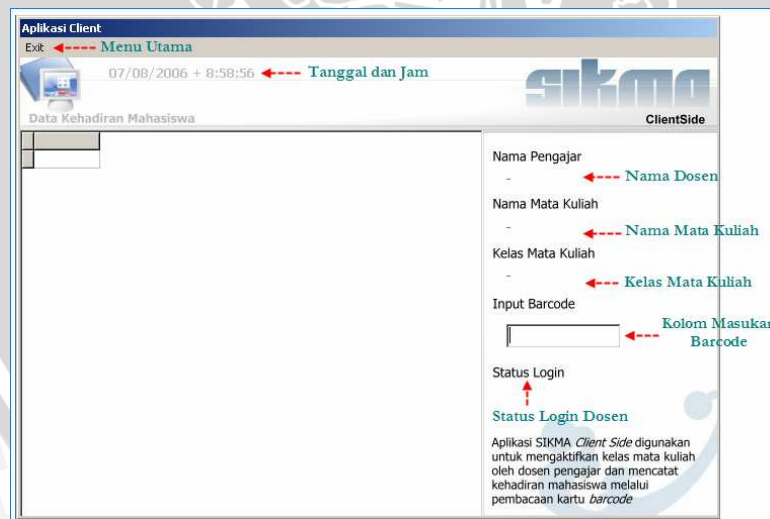 Aplikasi Client
Exit
Menu Utama
07/08/2006 + 8:58:56
Tanggal dan Jam
sikma
Data Kehadiran Mahasiswa
ClientSide
Nama Pengajar
-
Nama Dosen
Nama Mata Kuliah
-
Nama Mata Kuliah
Kelas Mata Kuliah
-
Kelas Mata Kuliah
Input Barcode
Kolom Masukan
Barcode
Status Login
Status Login Dosen
Aplikasi SIKMA Client Side digunakan
untuk mengaktifkan kelas mata kuliah
oleh dosen pengajar dan mencatat
kehadiran mahasiswa melalui
pembacaan kartu barcode